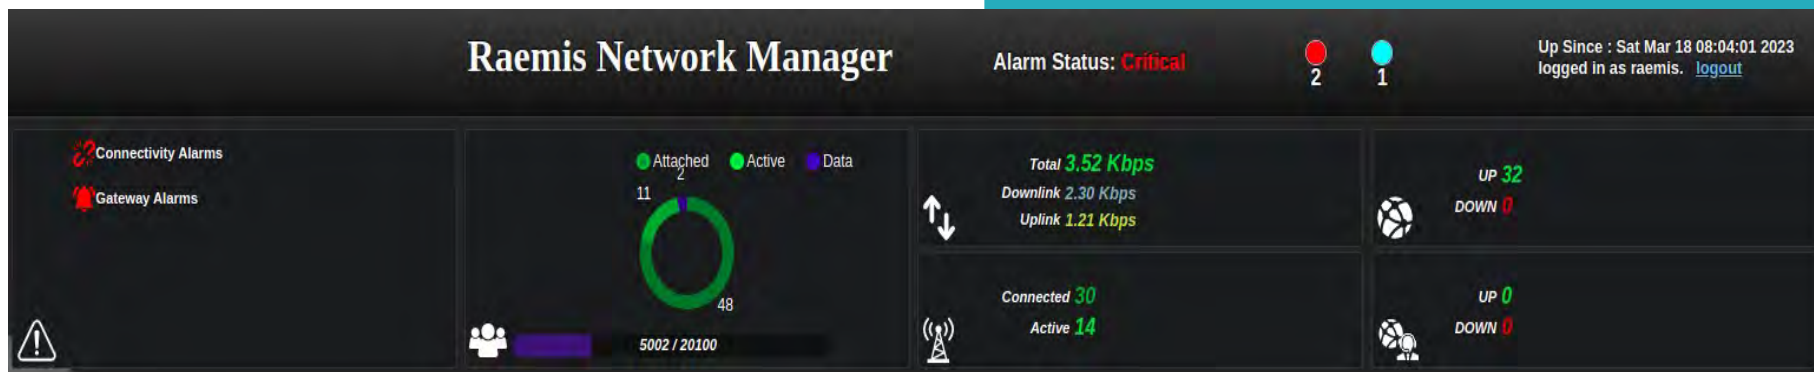 Raemis Network Manager
Alarm Status: Critical
2
1
Up Since : Sat Mar 18 08:04:01 2023
logged in as raemis. logout
Connectivity Alarms
Gateway Alarms
Attached Active Data
2
11
48
5002 / 20100
Total 3.52 Kbps
Downlink 2.30 Kbps
Uplink 1.21 Kbps
Connected 30
Active 14
UP 32
DOWN 0
UP 0
DOWN 0